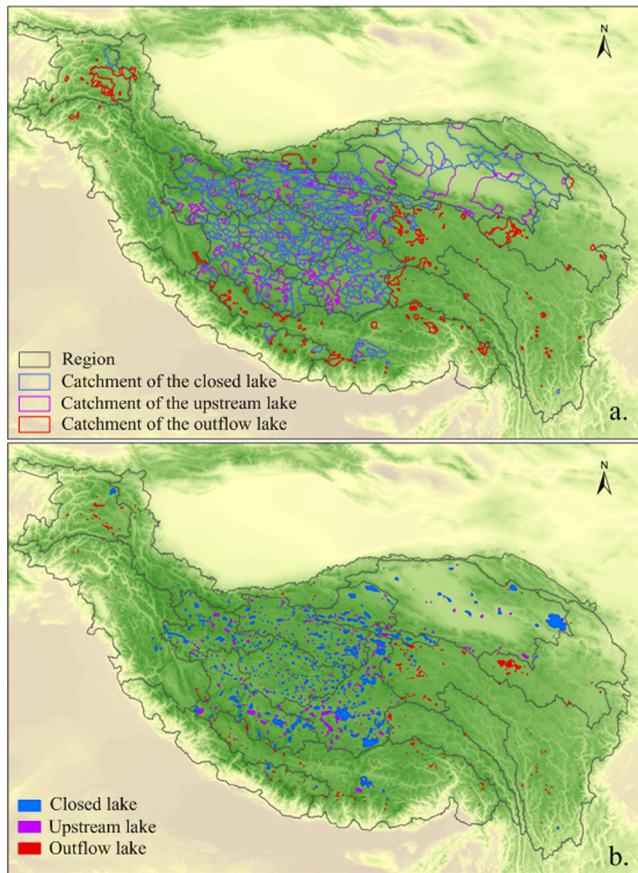 N
Region
Catchment of the closed lake
Catchment of the upstream lake
Catchment of the outflow lake
a.
N
Closed lake
Upstream lake
Outflow lake
b.